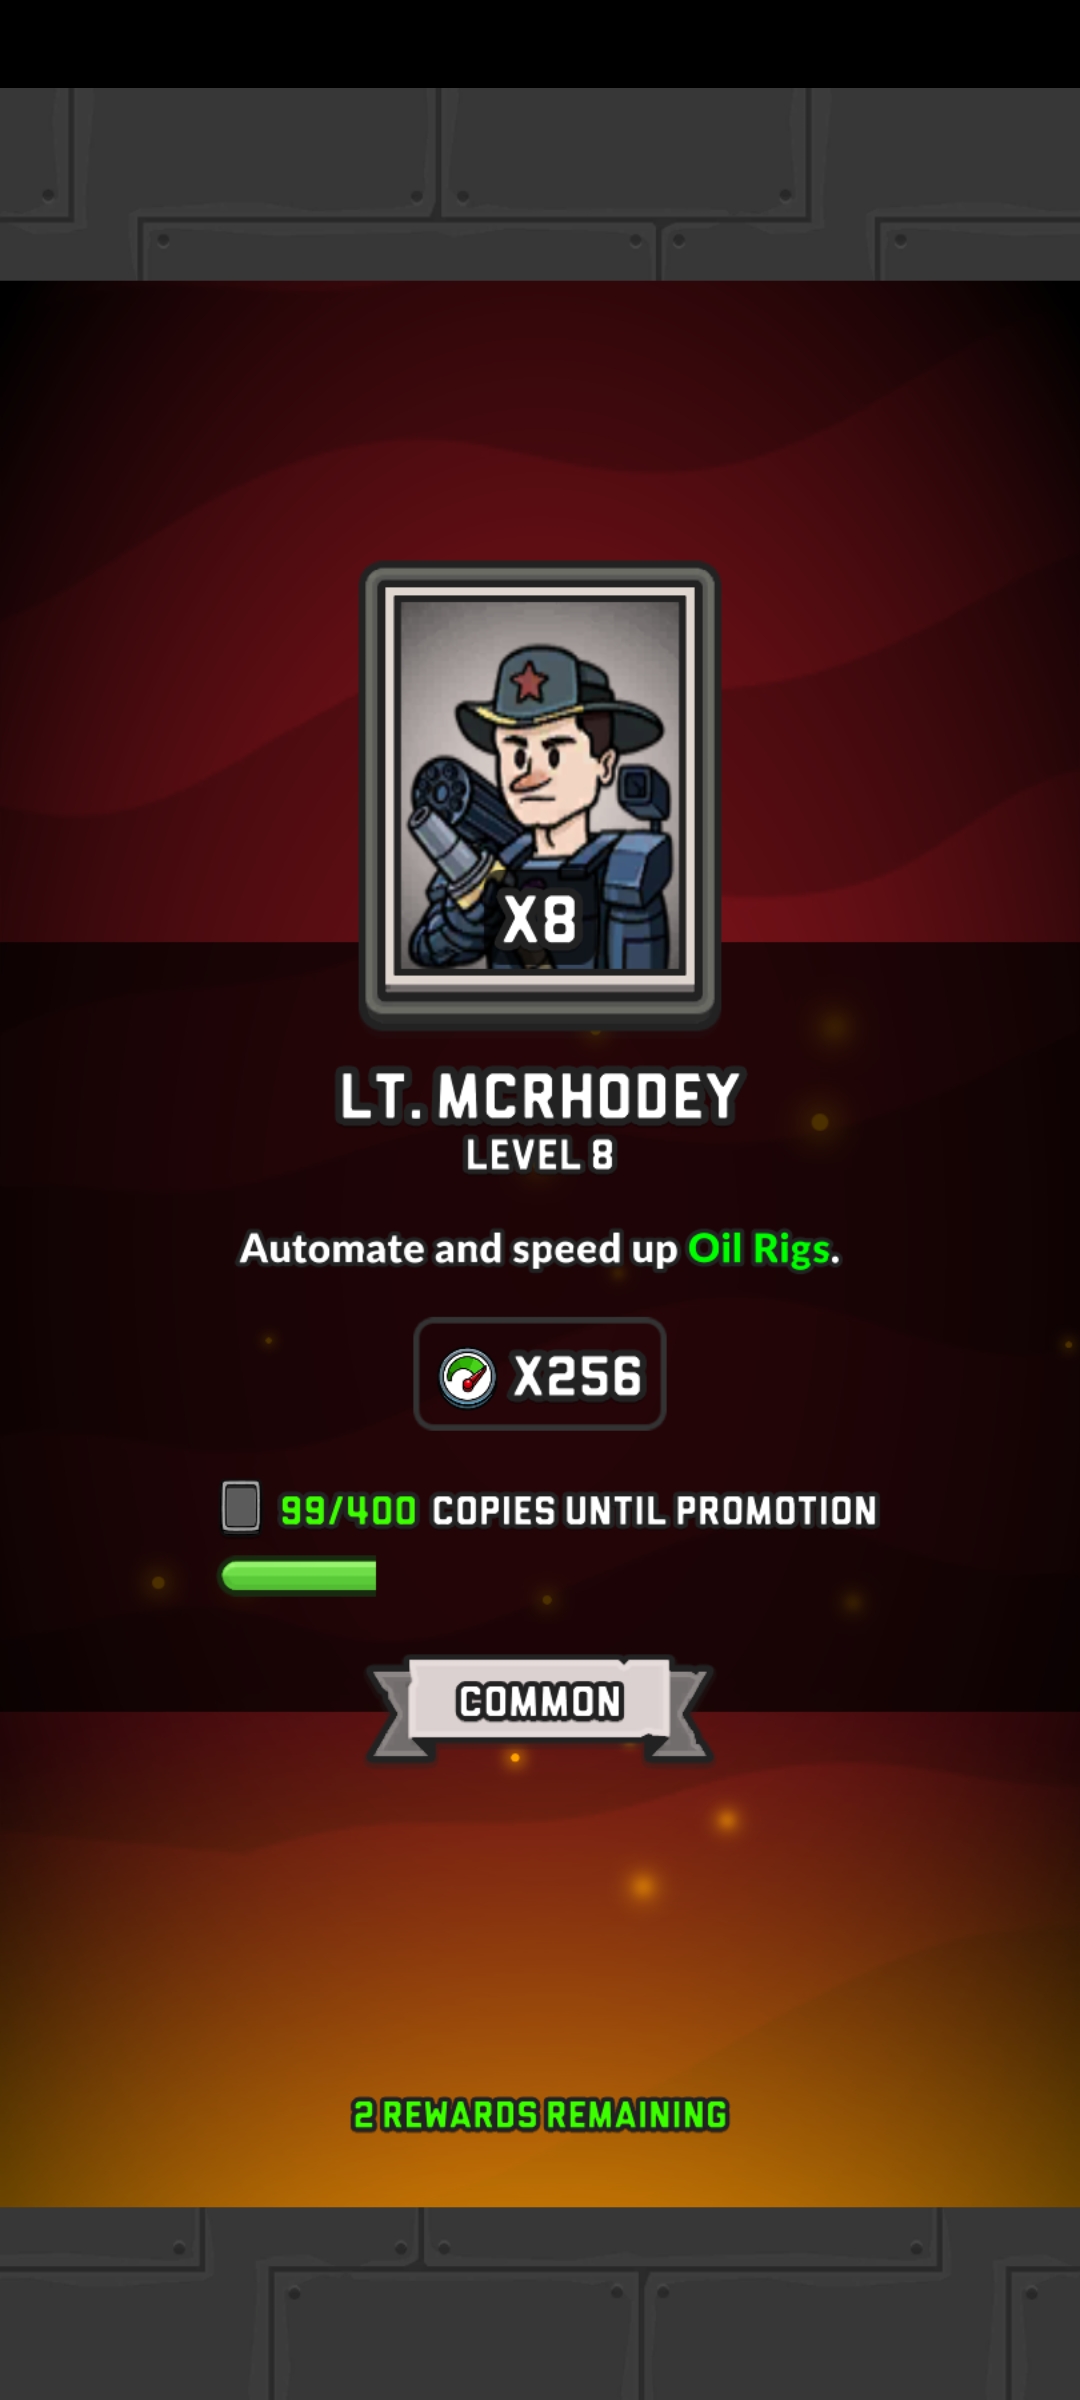 X8
LT. MCRHODEY
LEVEL 8
Automate and speed up Oil Rigs.
X256
99/400 COPIES UNTIL PROMOTION
COMMON
2 REWARDS REMAINING